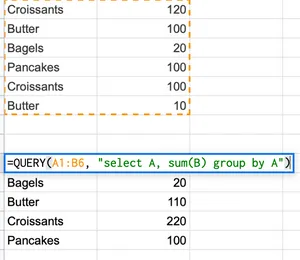 Croissants 120
Butter 100
Bagels 20
Pancakes 100
Croissants 100
Butter 10
=QUERY(A1:B6, "select A, sum(B) group by A")
Bagels 20
Butter 110
Croissants 220
Pancakes 100